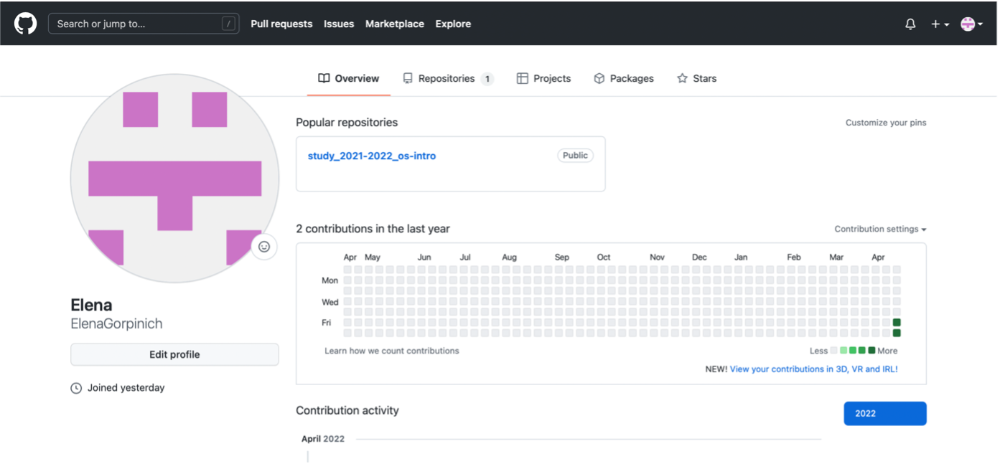 Search or jump to... / Pull requests Issues Marketplace Explore
Overview Repositories 1 Projects Packages Stars
Popular repositories Customize your pins
study_2021-2022_os-intro Public
2 contributions in the last year Contribution settings
Apr May Jun Jul Aug Sep Oct Nov Dec Jan Feb Mar Apr
Mon
Wed
Fri
Learn how we count contributions Less More
NEW! View your contributions in 3D, VR and IRL!
Elena
ElenaGorpinich
Edit profile
Joined yesterday
Contribution activity 2022
April 2022